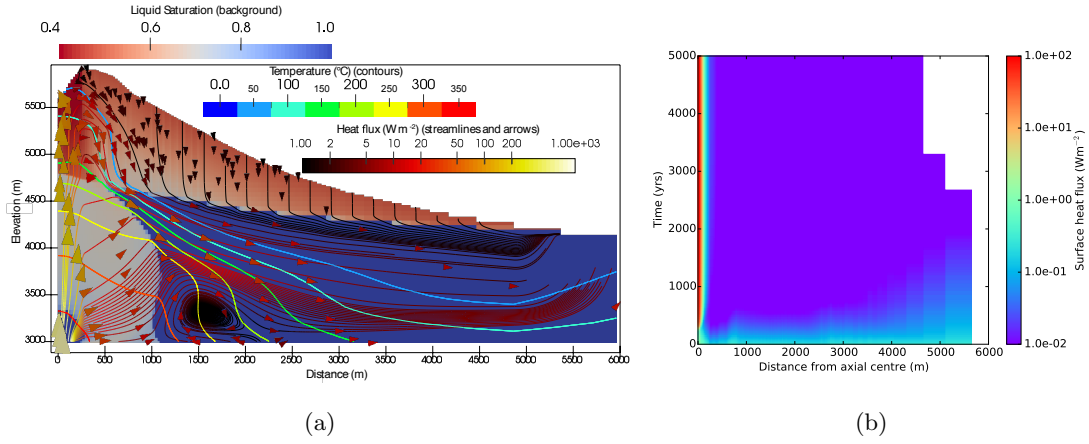 Liquid Saturation (background)
0.4 0.6 0.8 1.0
Temperature (°C) (contours)
0.0 50 100 150 200 250 300 350
Heat flux (W m⁻²) (streamlines and arrows)
1.00 2 5 10 20 50 100 200 1.00e+03
Elevation (m)
5500
5000
4500
4000
3500
3000
0 500 1000 1500 2000 2500 3000 3500 4000 4500 5000 5500 6000
Distance (m)
(a)
Time (yrs)
5000
4000
3000
2000
1000
0
0 1000 2000 3000 4000 5000 6000
Distance from axial centre (m)
1.0e+02
1.0e+01
1.0e+00
1.0e-01
1.0e-02
Surface heat flux (Wm⁻²)
(b)